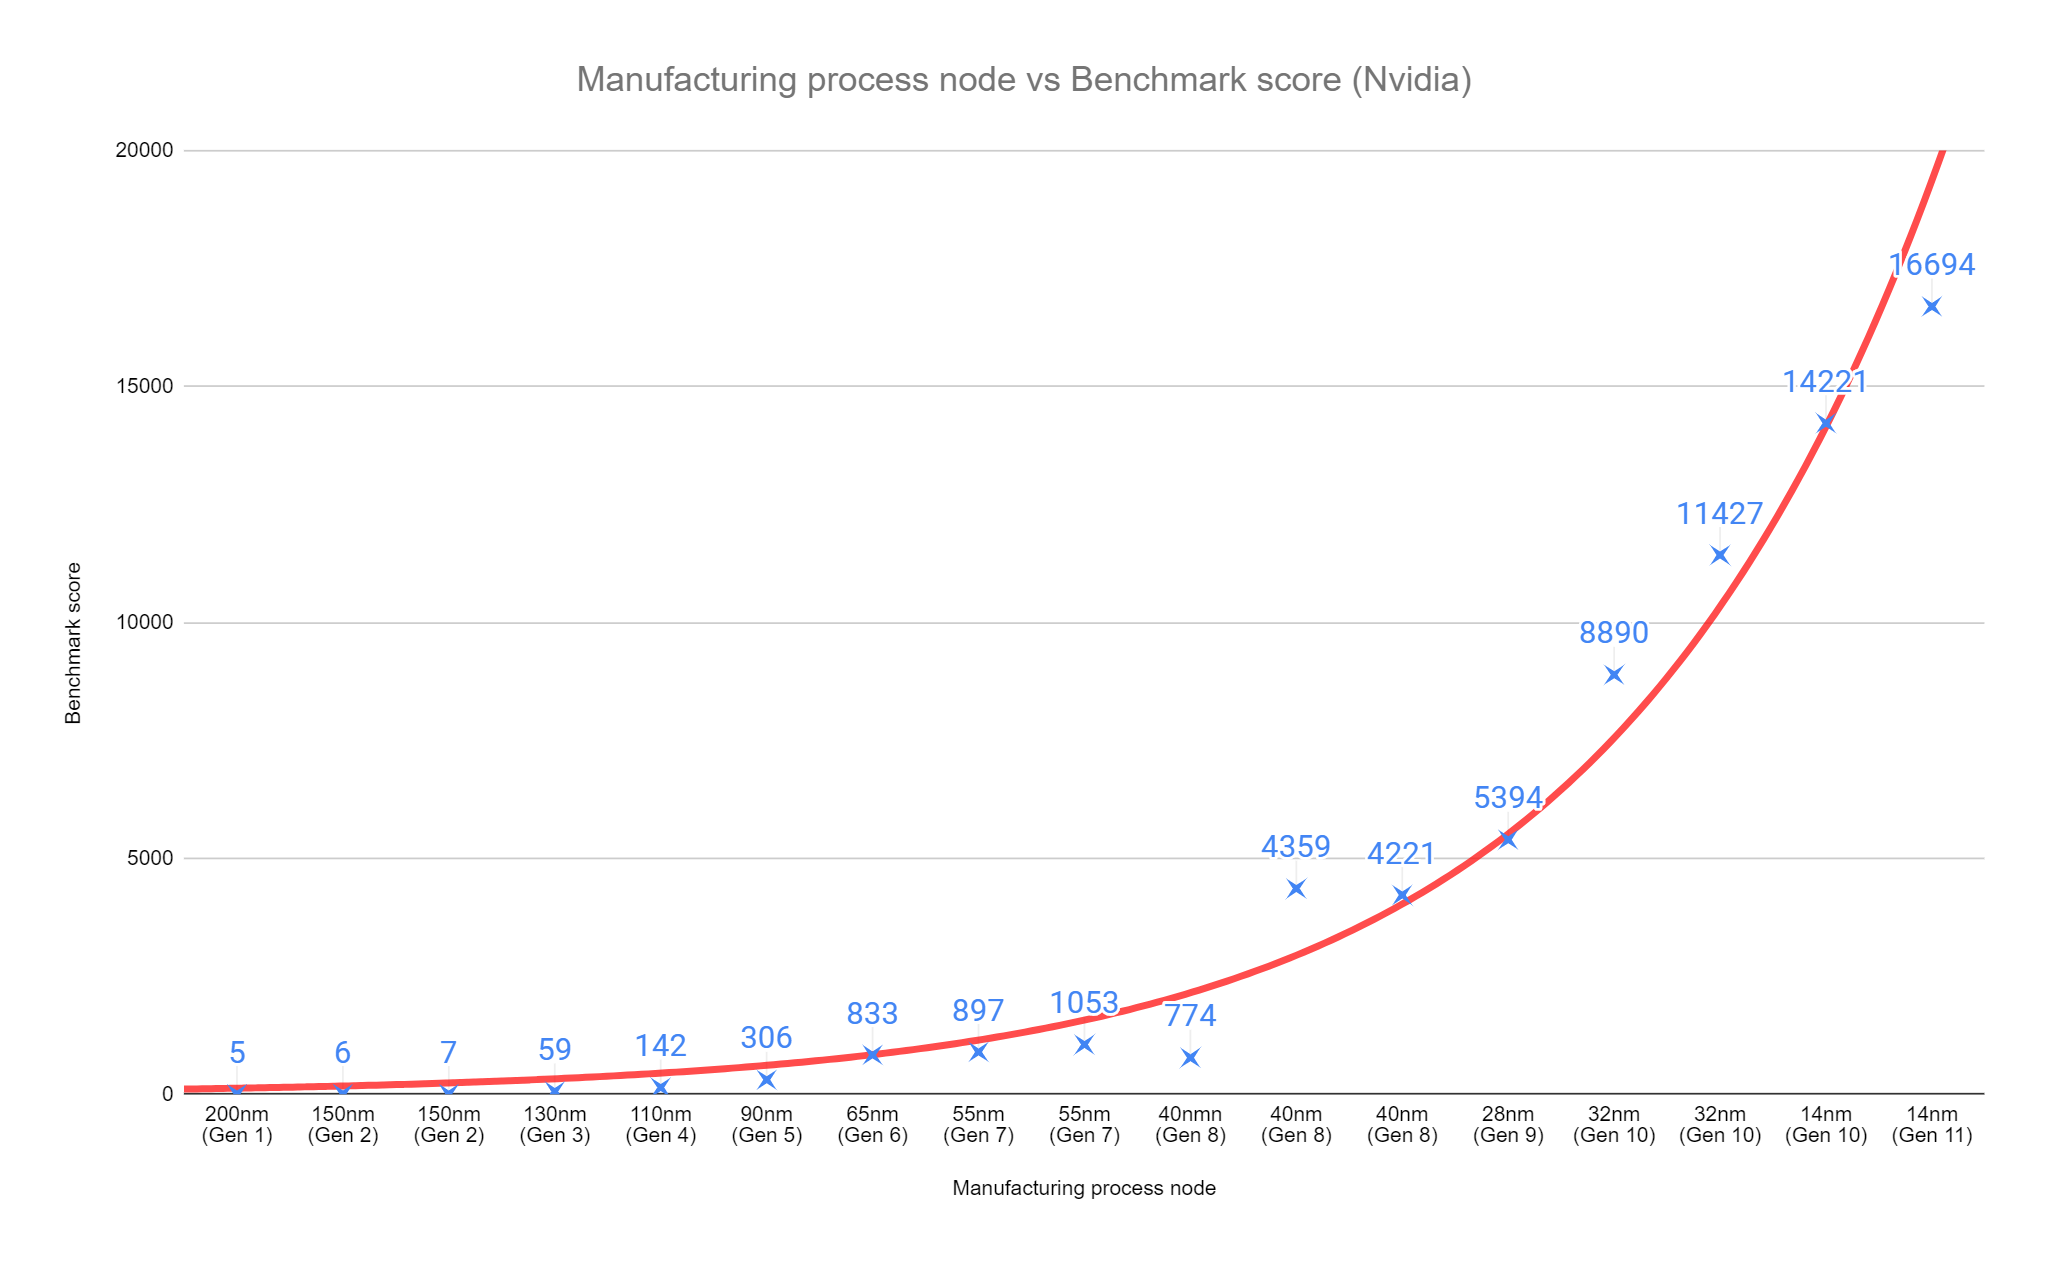 Manufacturing process node vs Benchmark score (Nvidia)
20000
15000
10000
5000
0
Benchmark score
5
6
7
59
142
306
833
897
1053
774
4359
4221
5394
8890
11427
14221
16694
200nm
(Gen 1)
150nm
(Gen 2)
150nm
(Gen 2)
130nm
(Gen 3)
110nm
(Gen 4)
90nm
(Gen 5)
65nm
(Gen 6)
55nm
(Gen 7)
55nm
(Gen 7)
40nmn
(Gen 8)
40nm
(Gen 8)
40nm
(Gen 8)
28nm
(Gen 9)
32nm
(Gen 10)
32nm
(Gen 10)
14nm
(Gen 10)
14nm
(Gen 11)
Manufacturing process node